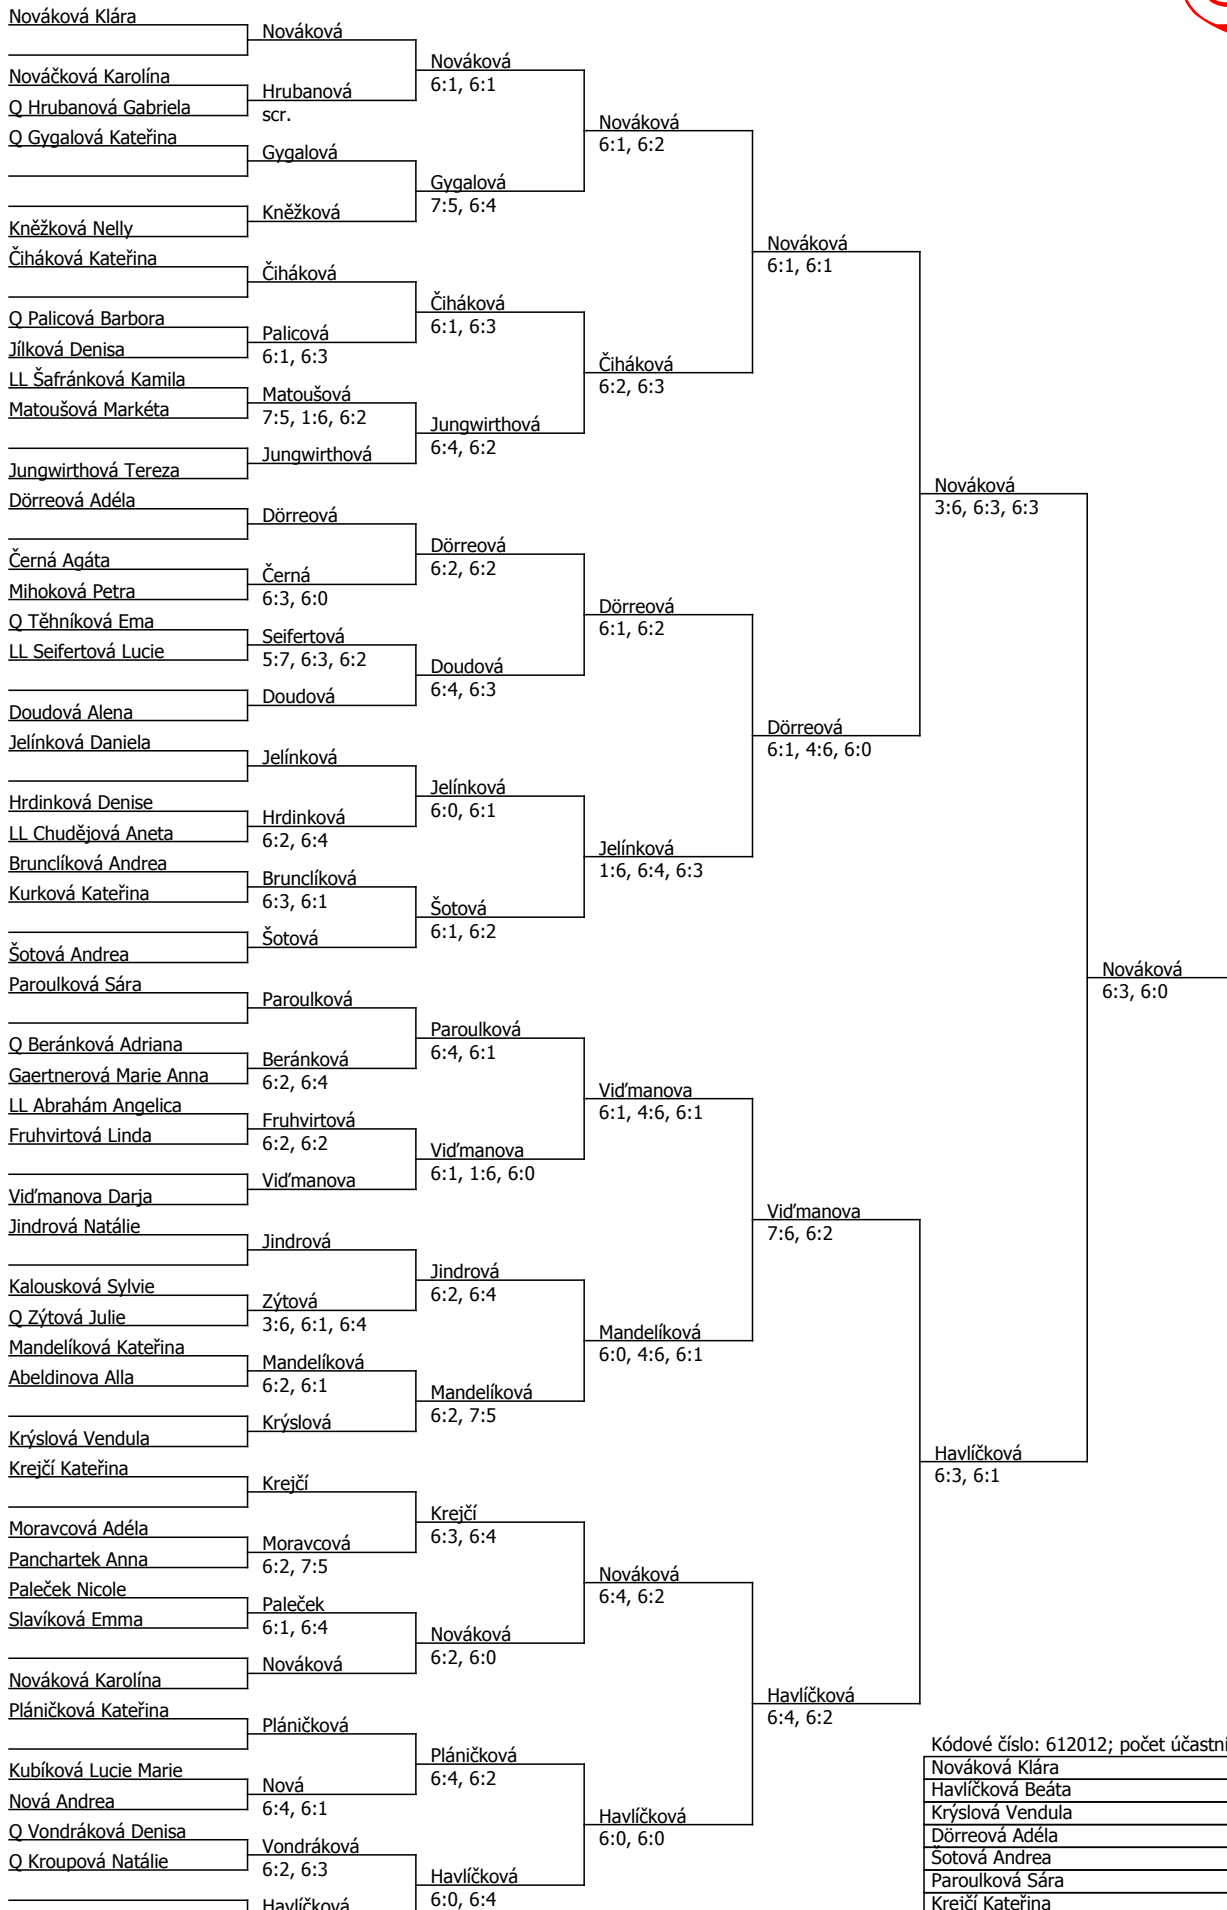 Nováková Klára
Nováčková Karolína
Q Hrubanová Gabriela
Q Gygalová Kateřina
Kněžková Nelly
Čiháková Kateřina
Q Palicová Barbora
Jílková Denisa
LL Šafránková Kamila
Matoušová Markéta
Jungwirthová Tereza
Dörreová Adéla
Černá Agáta
Mihoková Petra
Q Těhníková Ema
LL Seifertová Lucie
Doudová Alena
Jelínková Daniela
Hrdinková Denise
LL Chudějová Aneta
Brunclíková Andrea
Kurková Kateřina
Šotová Andrea
Paroulková Sára
Q Beránková Adriana
Gaertnerová Marie Anna
LL Abrahám Angelica
Fruhvirtová Linda
Viďmanova Darja
Jindrová Natálie
Kalousková Sylvie
Q Zýtová Julie
Mandelíková Kateřina
Abeldinova Alla
Krýslová Vendula
Krejčí Kateřina
Moravcová Adéla
Panchartek Anna
Paleček Nicole
Slavíková Emma
Nováková Karolína
Pláničková Kateřina
Kubíková Lucie Marie
Nová Andrea
Q Vondráková Denisa
Q Kroupová Natálie
Nováková
Hrubanová
scr.
Gygalová
Kněžková
Čiháková
Palicová
6:1, 6:3
Matoušová
7:5, 1:6, 6:2
Jungwirthová
Dörreová
Černá
6:3, 6:0
Seifertová
5:7, 6:3, 6:2
Doudová
Jelínková
Hrdinková
6:2, 6:4
Brunclíková
6:3, 6:1
Šotová
Paroulková
Beránková
6:2, 6:4
Fruhvirtová
6:2, 6:2
Viďmanova
Jindrová
Zýtová
3:6, 6:1, 6:4
Mandelíková
6:2, 6:1
Krýslová
Krejčí
Moravcová
6:2, 7:5
Paleček
6:1, 6:4
Nováková
Pláničková
Nová
6:4, 6:1
Vondráková
6:2, 6:3
Havlíčková
Nováková
6:1, 6:1
Gygalová
7:5, 6:4
Čiháková
6:1, 6:3
Jungwirthová
6:4, 6:2
Dörreová
6:2, 6:2
Doudová
6:4, 6:3
Jelínková
6:0, 6:1
Šotová
6:1, 6:2
Paroulková
6:4, 6:1
Viďmanova
6:1, 1:6, 6:0
Jindrová
6:2, 6:4
Mandelíková
6:2, 7:5
Krejčí
6:3, 6:4
Nováková
6:2, 6:0
Pláničková
6:4, 6:2
Havlíčková
6:0, 6:4
Nováková
6:1, 6:2
Čiháková
6:2, 6:3
Dörreová
6:1, 6:2
Jelínková
1:6, 6:4, 6:3
Viďmanova
6:1, 4:6, 6:1
Mandelíková
6:0, 4:6, 6:1
Nováková
6:4, 6:2
Havlíčková
6:0, 6:0
Nováková
6:1, 6:1
Dörreová
6:1, 4:6, 6:0
Viďmanova
7:6, 6:2
Havlíčková
6:4, 6:2
Nováková
3:6, 6:3, 6:3
Havlíčková
6:3, 6:1
Nováková
6:3, 6:0
Kódové číslo: 612012; počet účastní
Nováková Klára
Havlíčková Beáta
Krýslová Vendula
Dörreová Adéla
Šotová Andrea
Paroulková Sára
Krejčí Kateřina